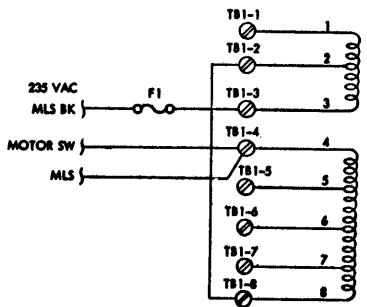 TB1-1
1
TB1-2
2
235 VAC
F1
TB1-3
MLS BK
3
TB1-4
MOTOR SW
4
TB1-5
MLS
5
TB1-6
6
TB1-7
7
TB1-8
8